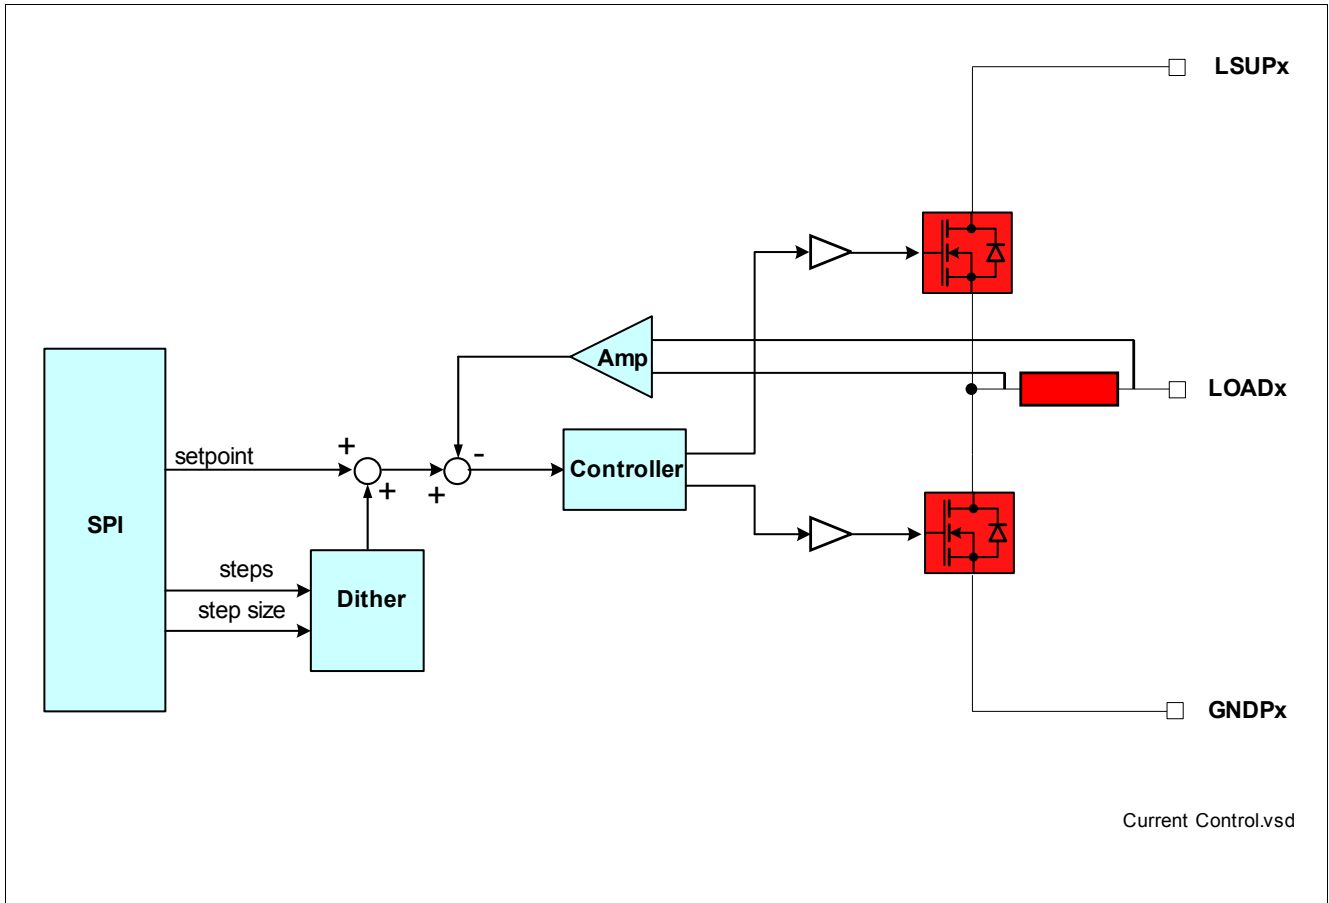 LSUPx
Amp
LOADx
setpoint
+
-
+
+
Controller
SPI
steps
step size
Dither
GNDPx
Current Control.vsd